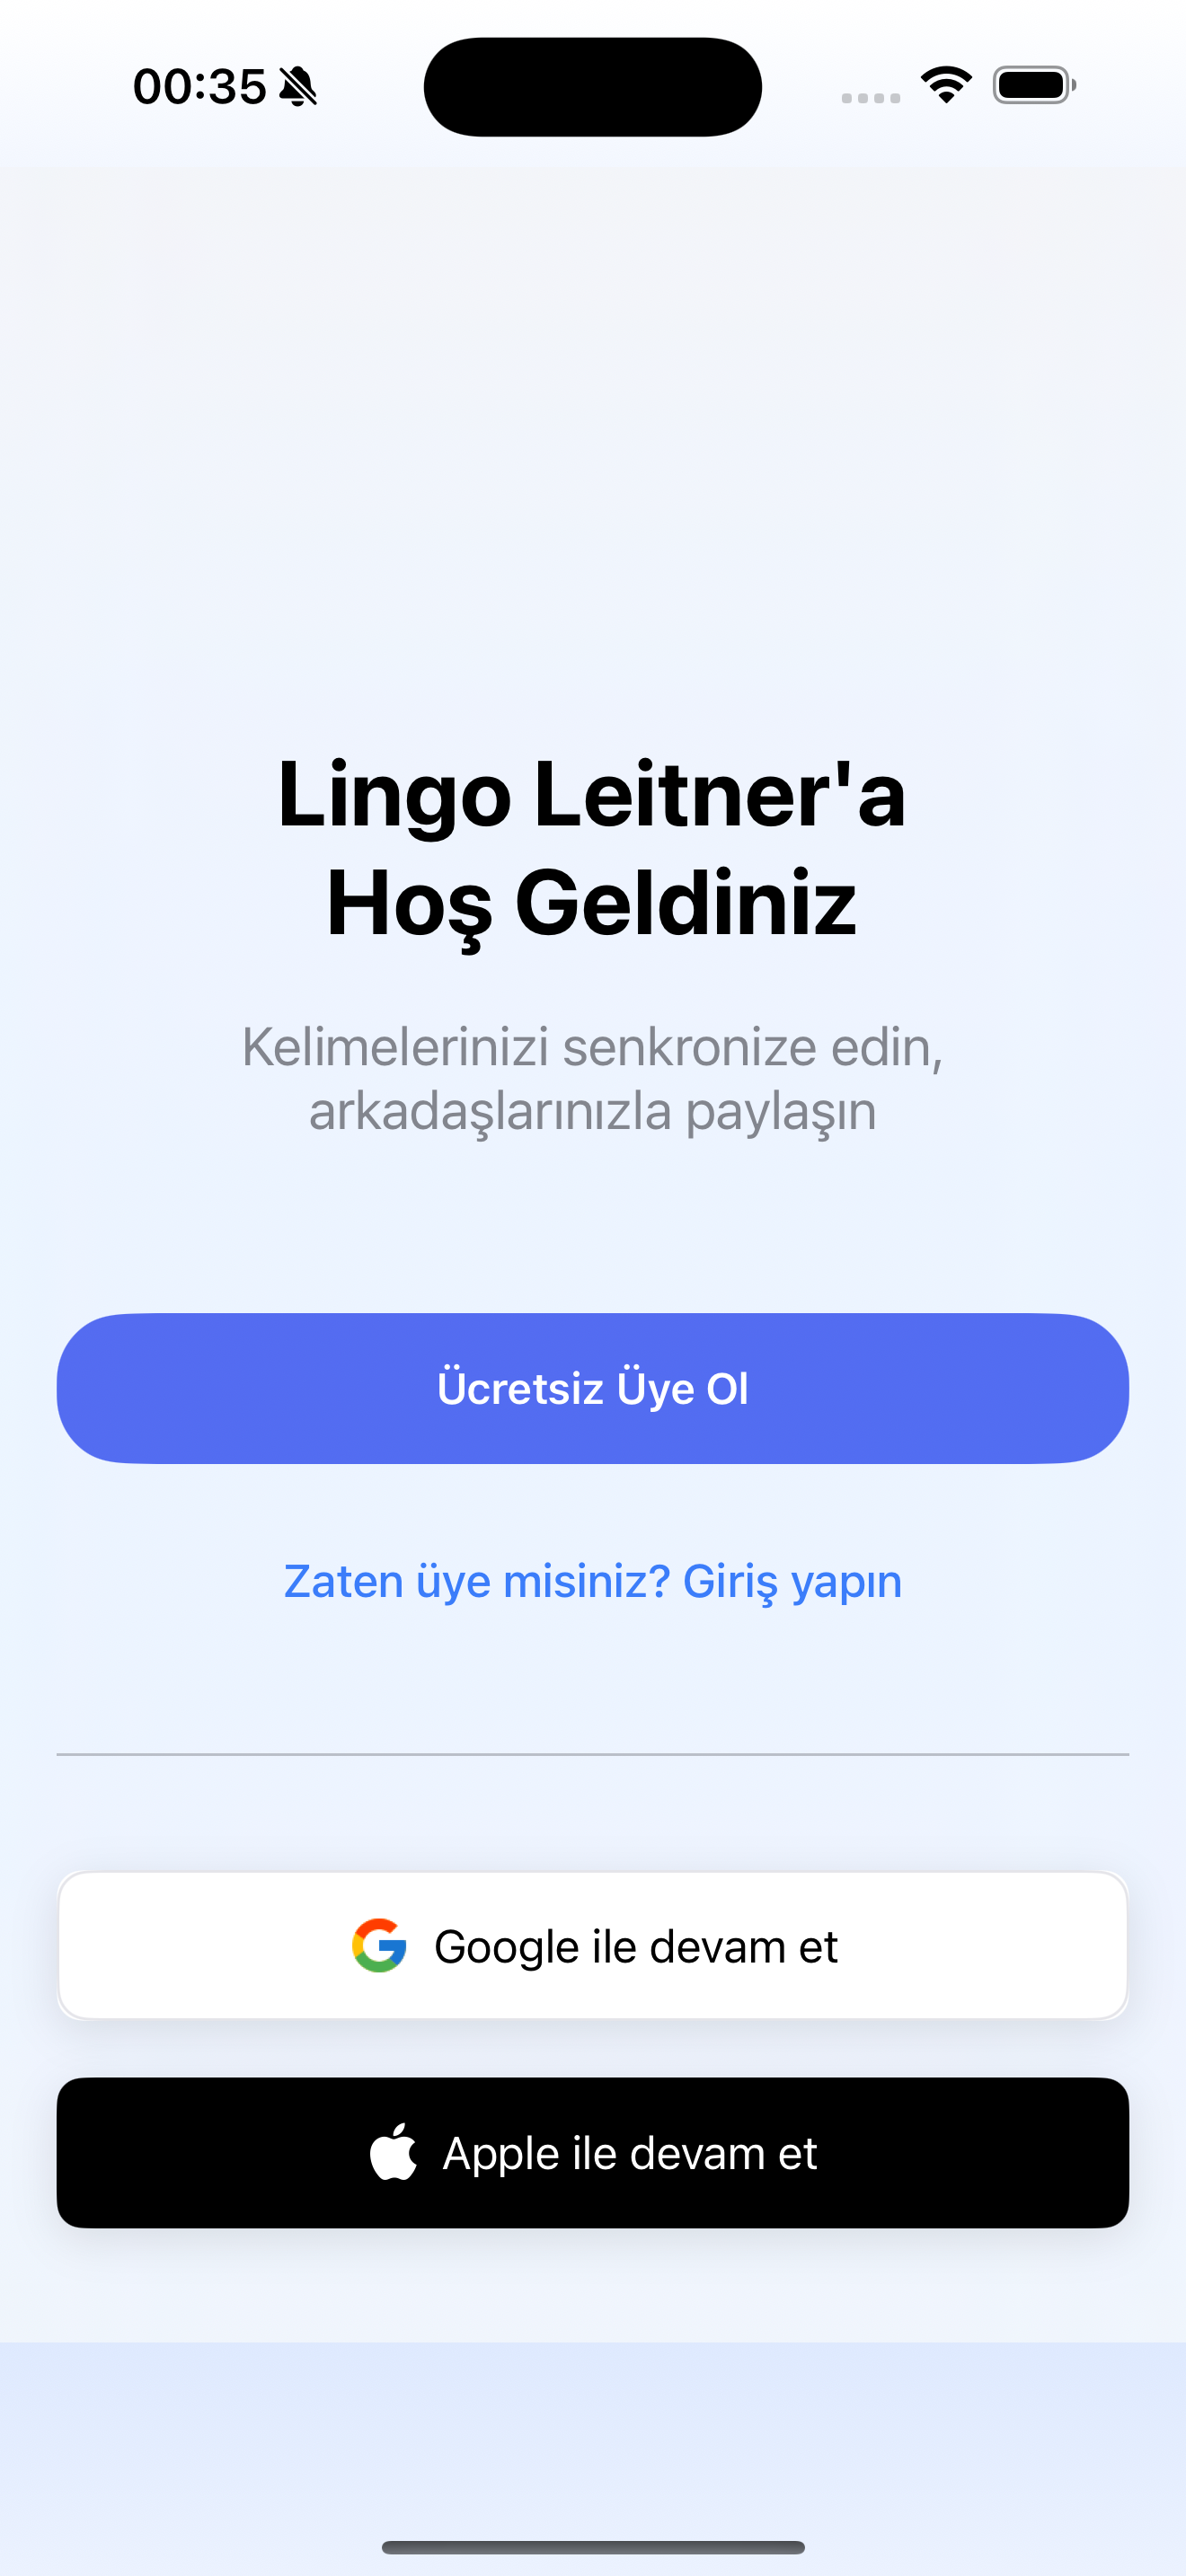 00:35
Lingo Leitner'a
Hoş Geldiniz
Kelimelerinizi senkronize edin,
arkadaşlarınızla paylaşın
Ücretsiz Üye Ol
Zaten üye misiniz? Giriş yapın
Google ile devam et
Apple ile devam et